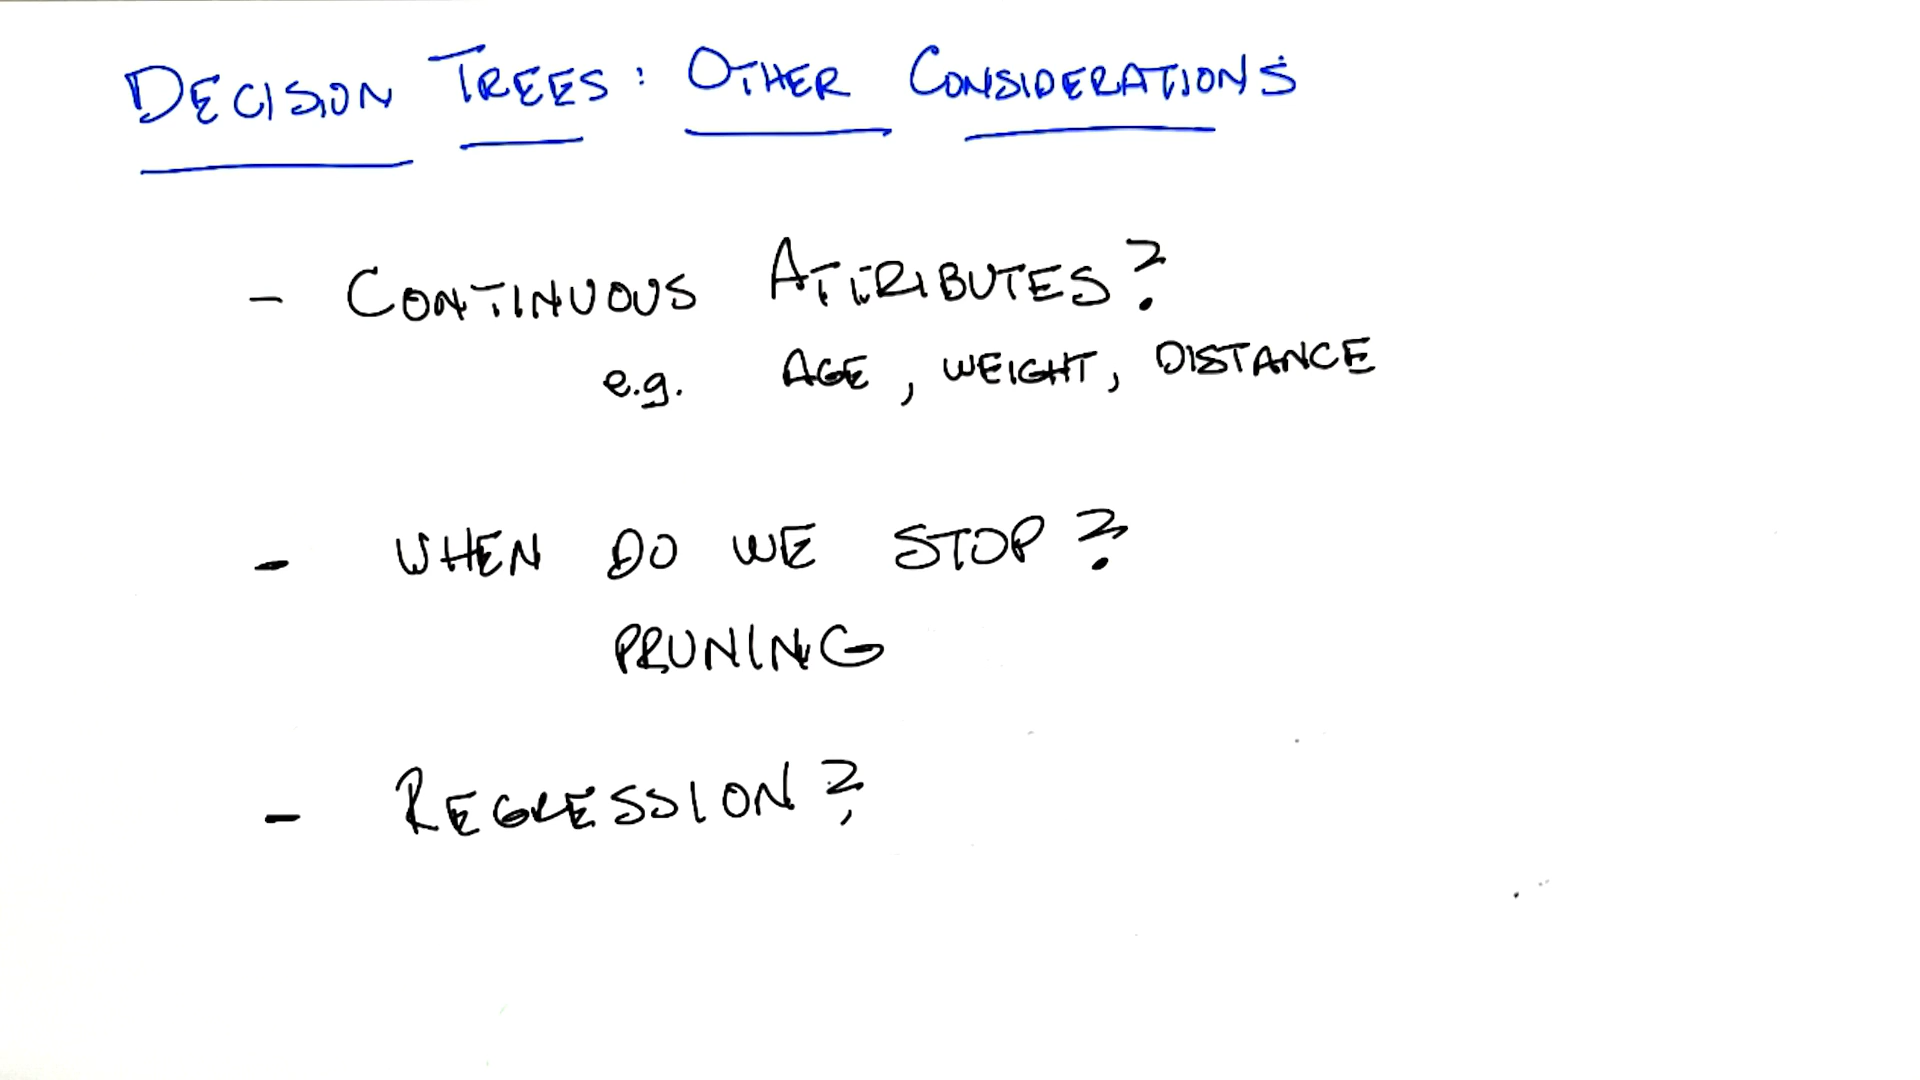 DECISION TREES: OTHER CONSIDERATIONS
- CONTINUOUS ATTRIBUTES?
e.g. AGE, WEIGHT, DISTANCE
- WHEN DO WE STOP?
PRUNING
- REGRESSION?